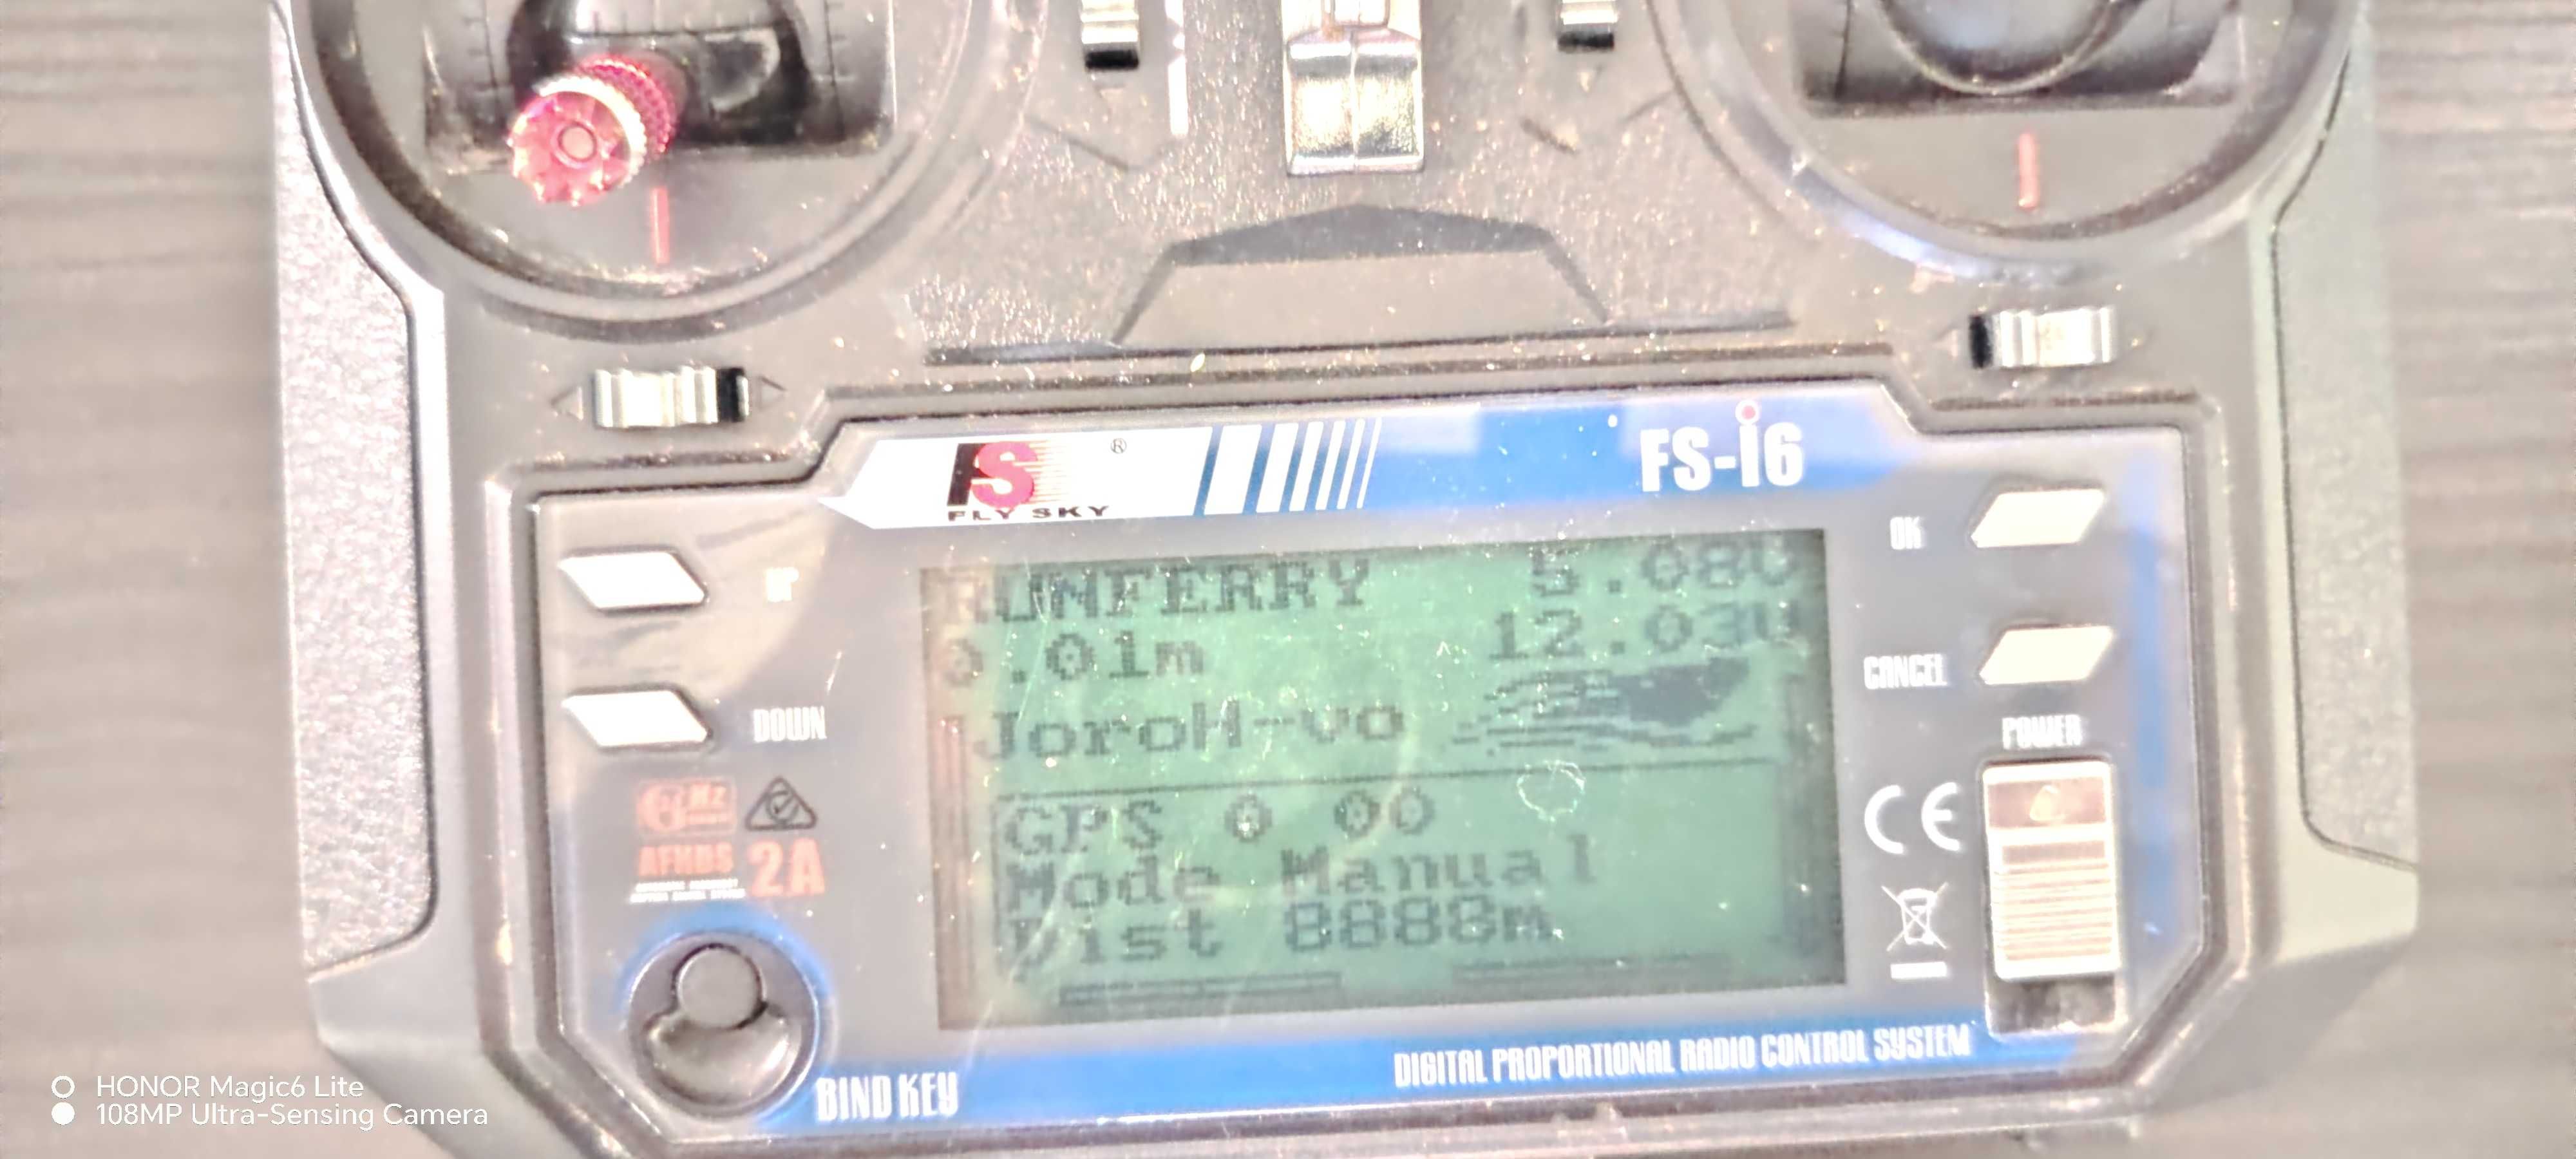 FS®
FLY SKY
FS-i6
OK
RUNFERRY 5.08V
0.01m 12.03V
CANCEL
JoroH-vo
DOWN
POWER
GPS 0 00
AFHDS
2A
CE
Mode Manual
Dist 8888m
DIGITAL PROPORTIONAL RADIO CONTROL SYSTEM
BIND KEY
HONOR Magic6 Lite
108MP Ultra-Sensing Camera